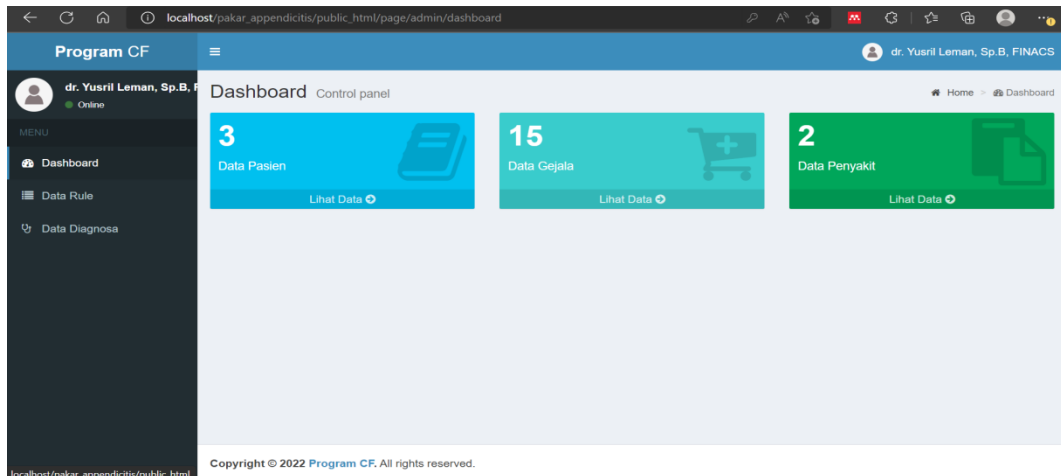 localhost/pakar_appendicitis/public_html/page/admin/dashboard
Program CF
dr. Yusril Leman, Sp.B, FINACS
dr. Yusril Leman, Sp.B, F
Online
Dashboard Control panel
Home > Dashboard
MENU
Dashboard
Data Rule
Data Diagnosa
3
Data Pasien
Lihat Data
15
Data Gejala
Lihat Data
2
Data Penyakit
Lihat Data
Copyright © 2022 Program CF. All rights reserved.
localhost/pakar_appendicitis/public_html